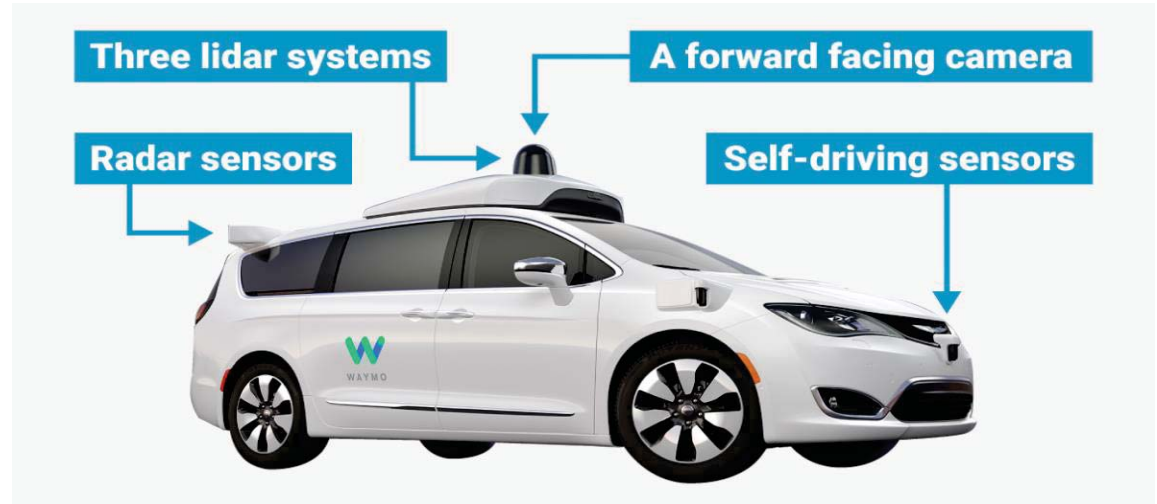 Three lidar systems
A forward facing camera
Radar sensors
Self-driving sensors
WAYMO